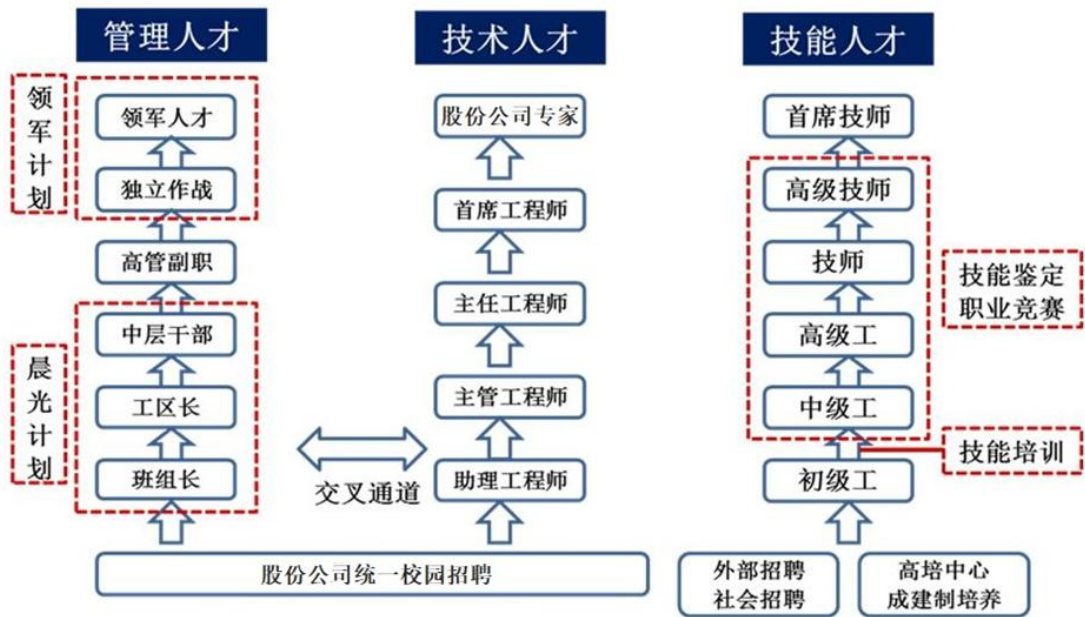 管理人才
技术人才
技能人才
领军计划
领军人才
独立作战
高管副职
晨光计划
中层干部
工区长
班组长
交叉通道
股份公司专家
首席工程师
主任工程师
主管工程师
助理工程师
股份公司统一校园招聘
首席技师
高级技师
技师
高级工
中级工
初级工
技能鉴定
职业竞赛
技能培训
外部招聘
社会招聘
高培中心
成建制培养